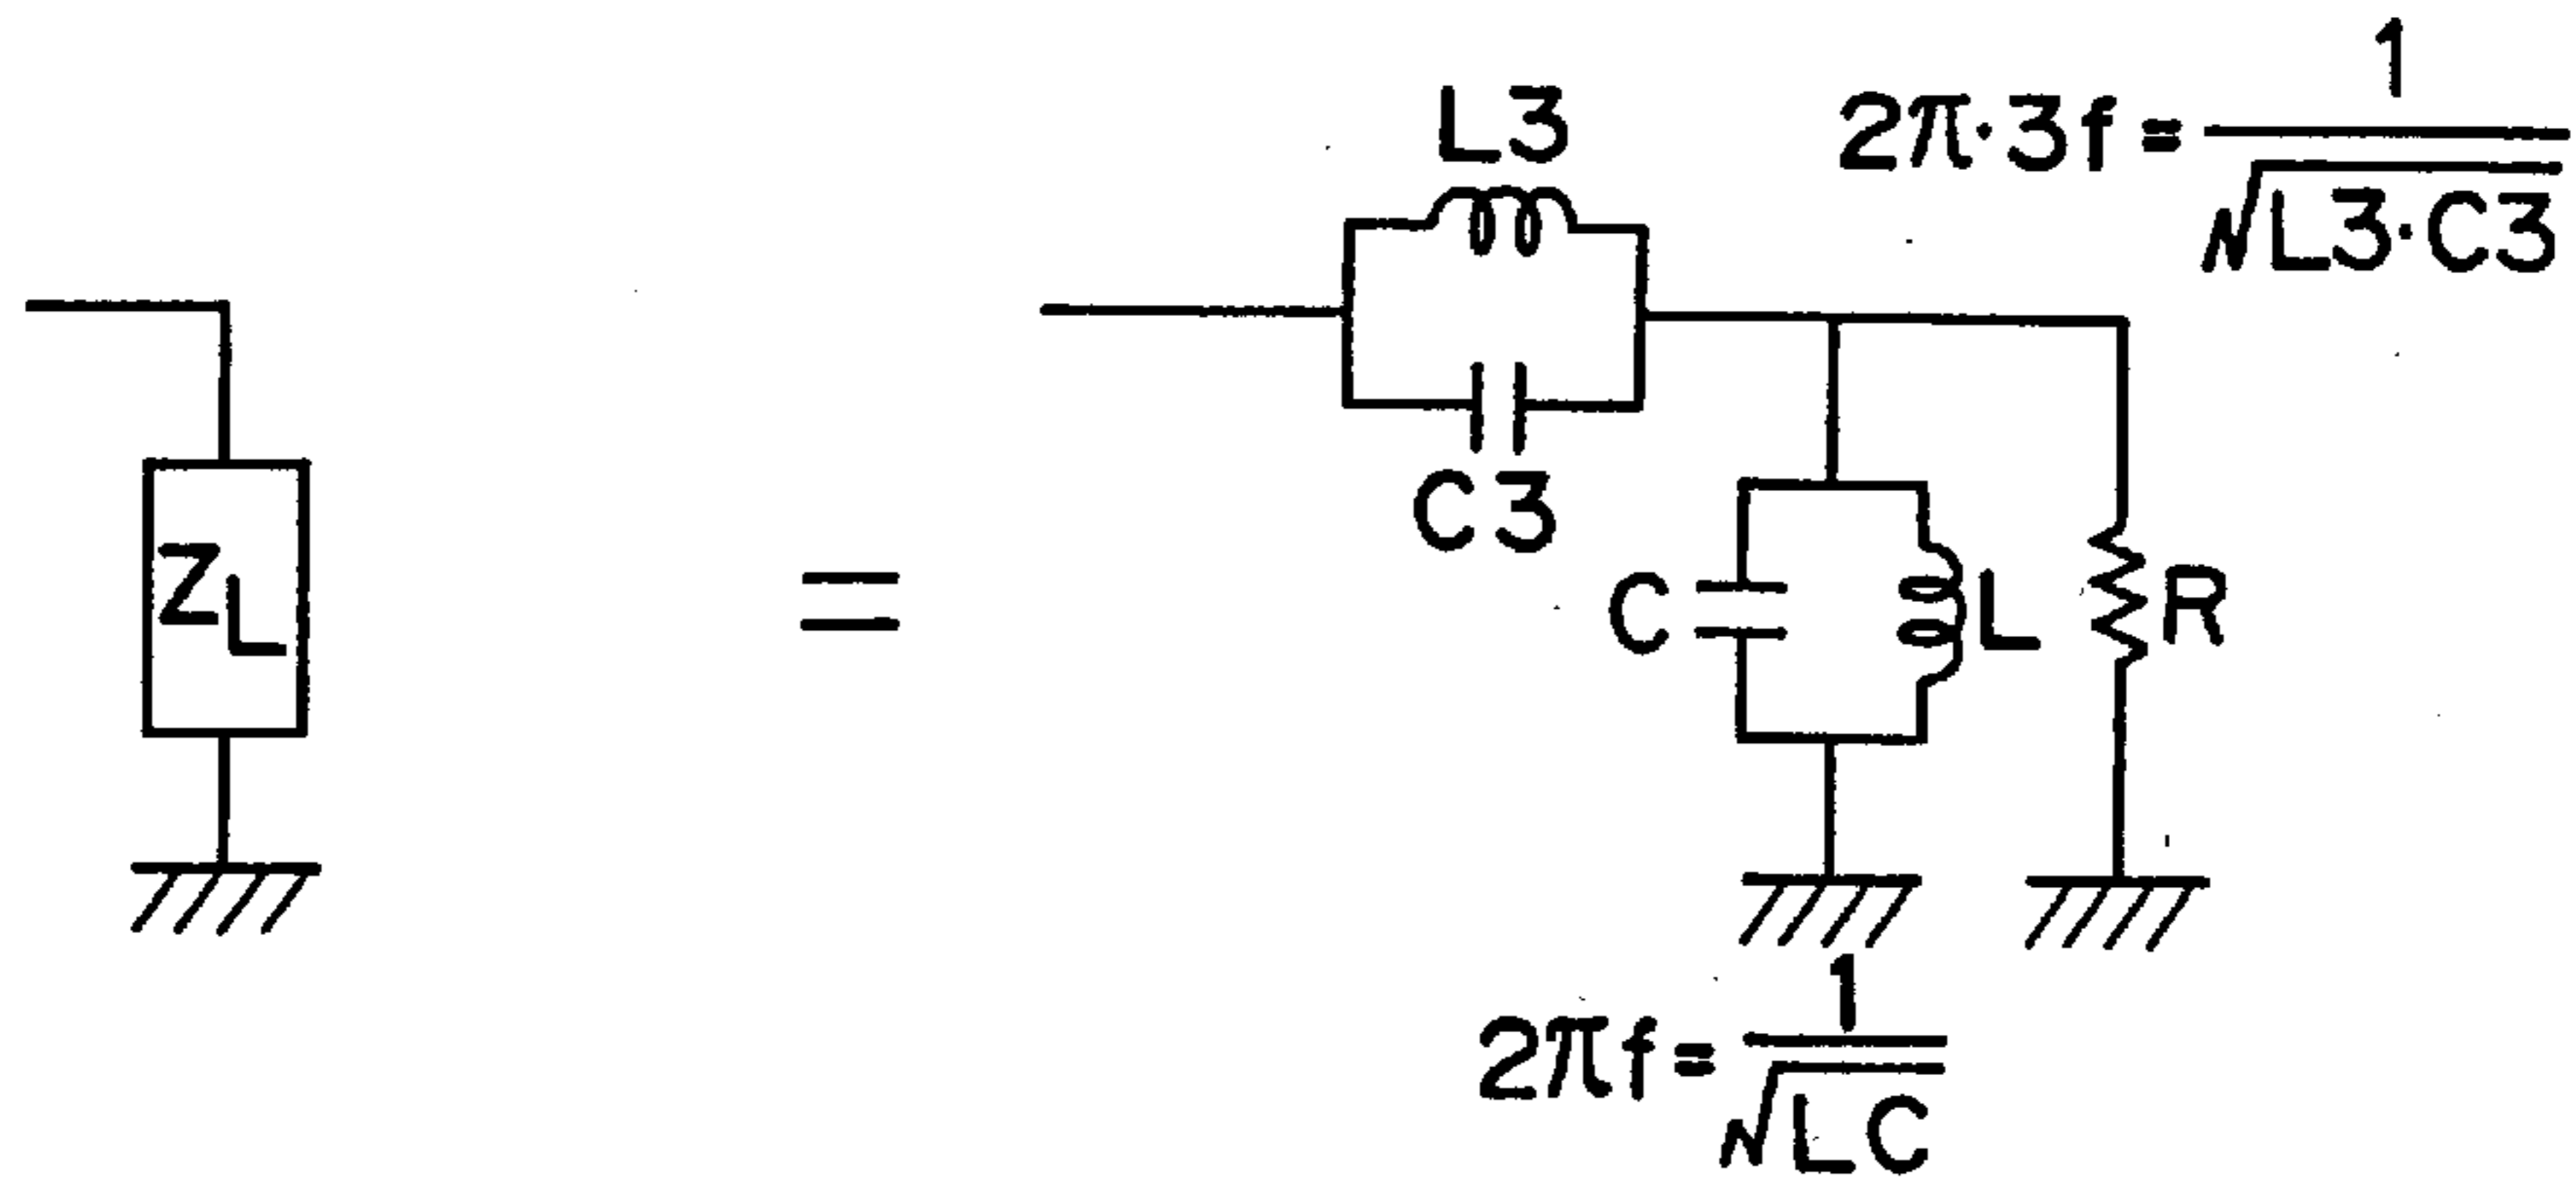 L3
2π·3f=1/√L3·C3
C3
ZL
=
C
L
R
2πf=1/√LC